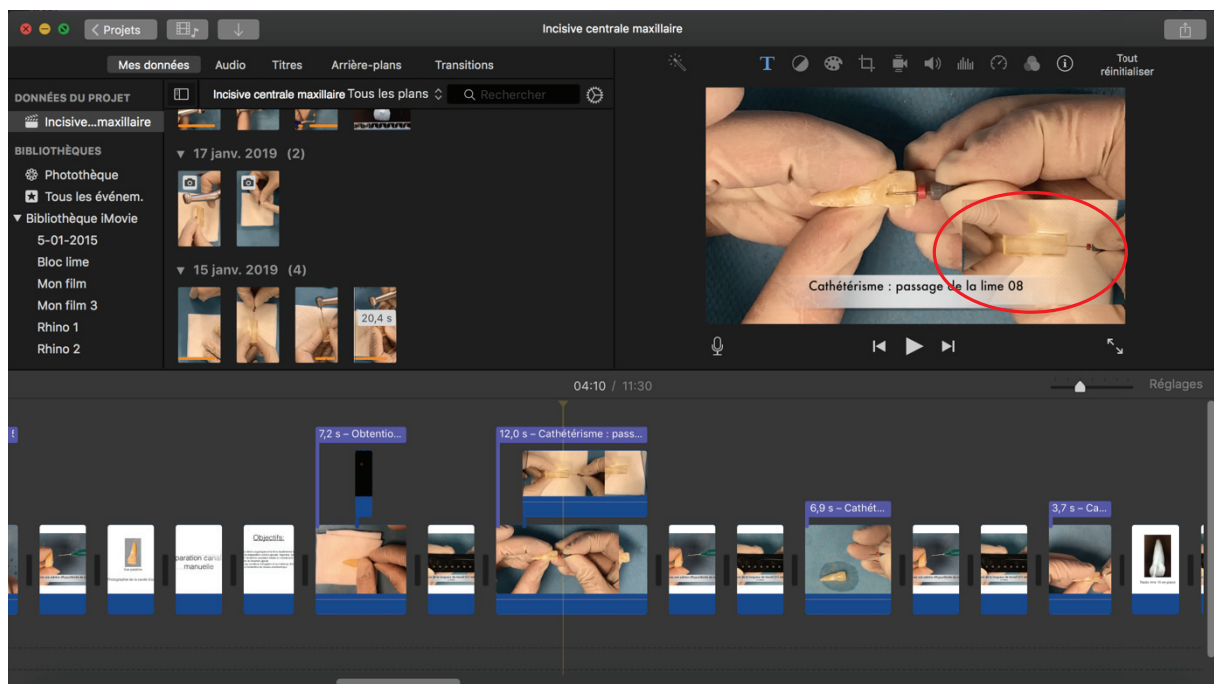 Projets
Incisive centrale maxillaire
Mes données Audio Titres Arrière-plans Transitions
T
Tout réinitialiser
DONNÉES DU PROJET
Incisive centrale maxillaire Tous les plans
Rechercher
Incisive...maxillaire
BIBLIOTHÈQUES
Photothèque
Tous les événem.
Bibliothèque iMovie
5-01-2015
Bloc lime
Mon film
Mon film 3
Rhino 1
Rhino 2
17 janv. 2019 (2)
15 janv. 2019 (4)
20,4 s
Cathétérisme : passage de la lime 08
04:10 / 11:30
Réglages
7,2 s – Obtentio...
12,0 s – Cathétérisme : pass...
6,9 s – Cathét...
3,7 s – Ca...
paration cana
manuelle
Objectifs: